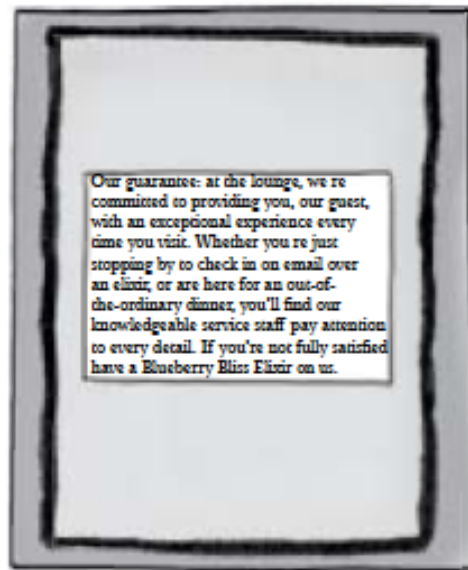 Our guarantee: at the lounge, we re
committed to providing you, our guest,
with an exceptional experience every
time you visit. Whether you re just
stopping by to check in on email over
an elixir, or are here for an out-of-
the-ordinary dinner, you'll find our
knowledgeable service staff pay attention
to every detail. If you're not fully satisfied
have a Blueberry Bliss Elixir on us.